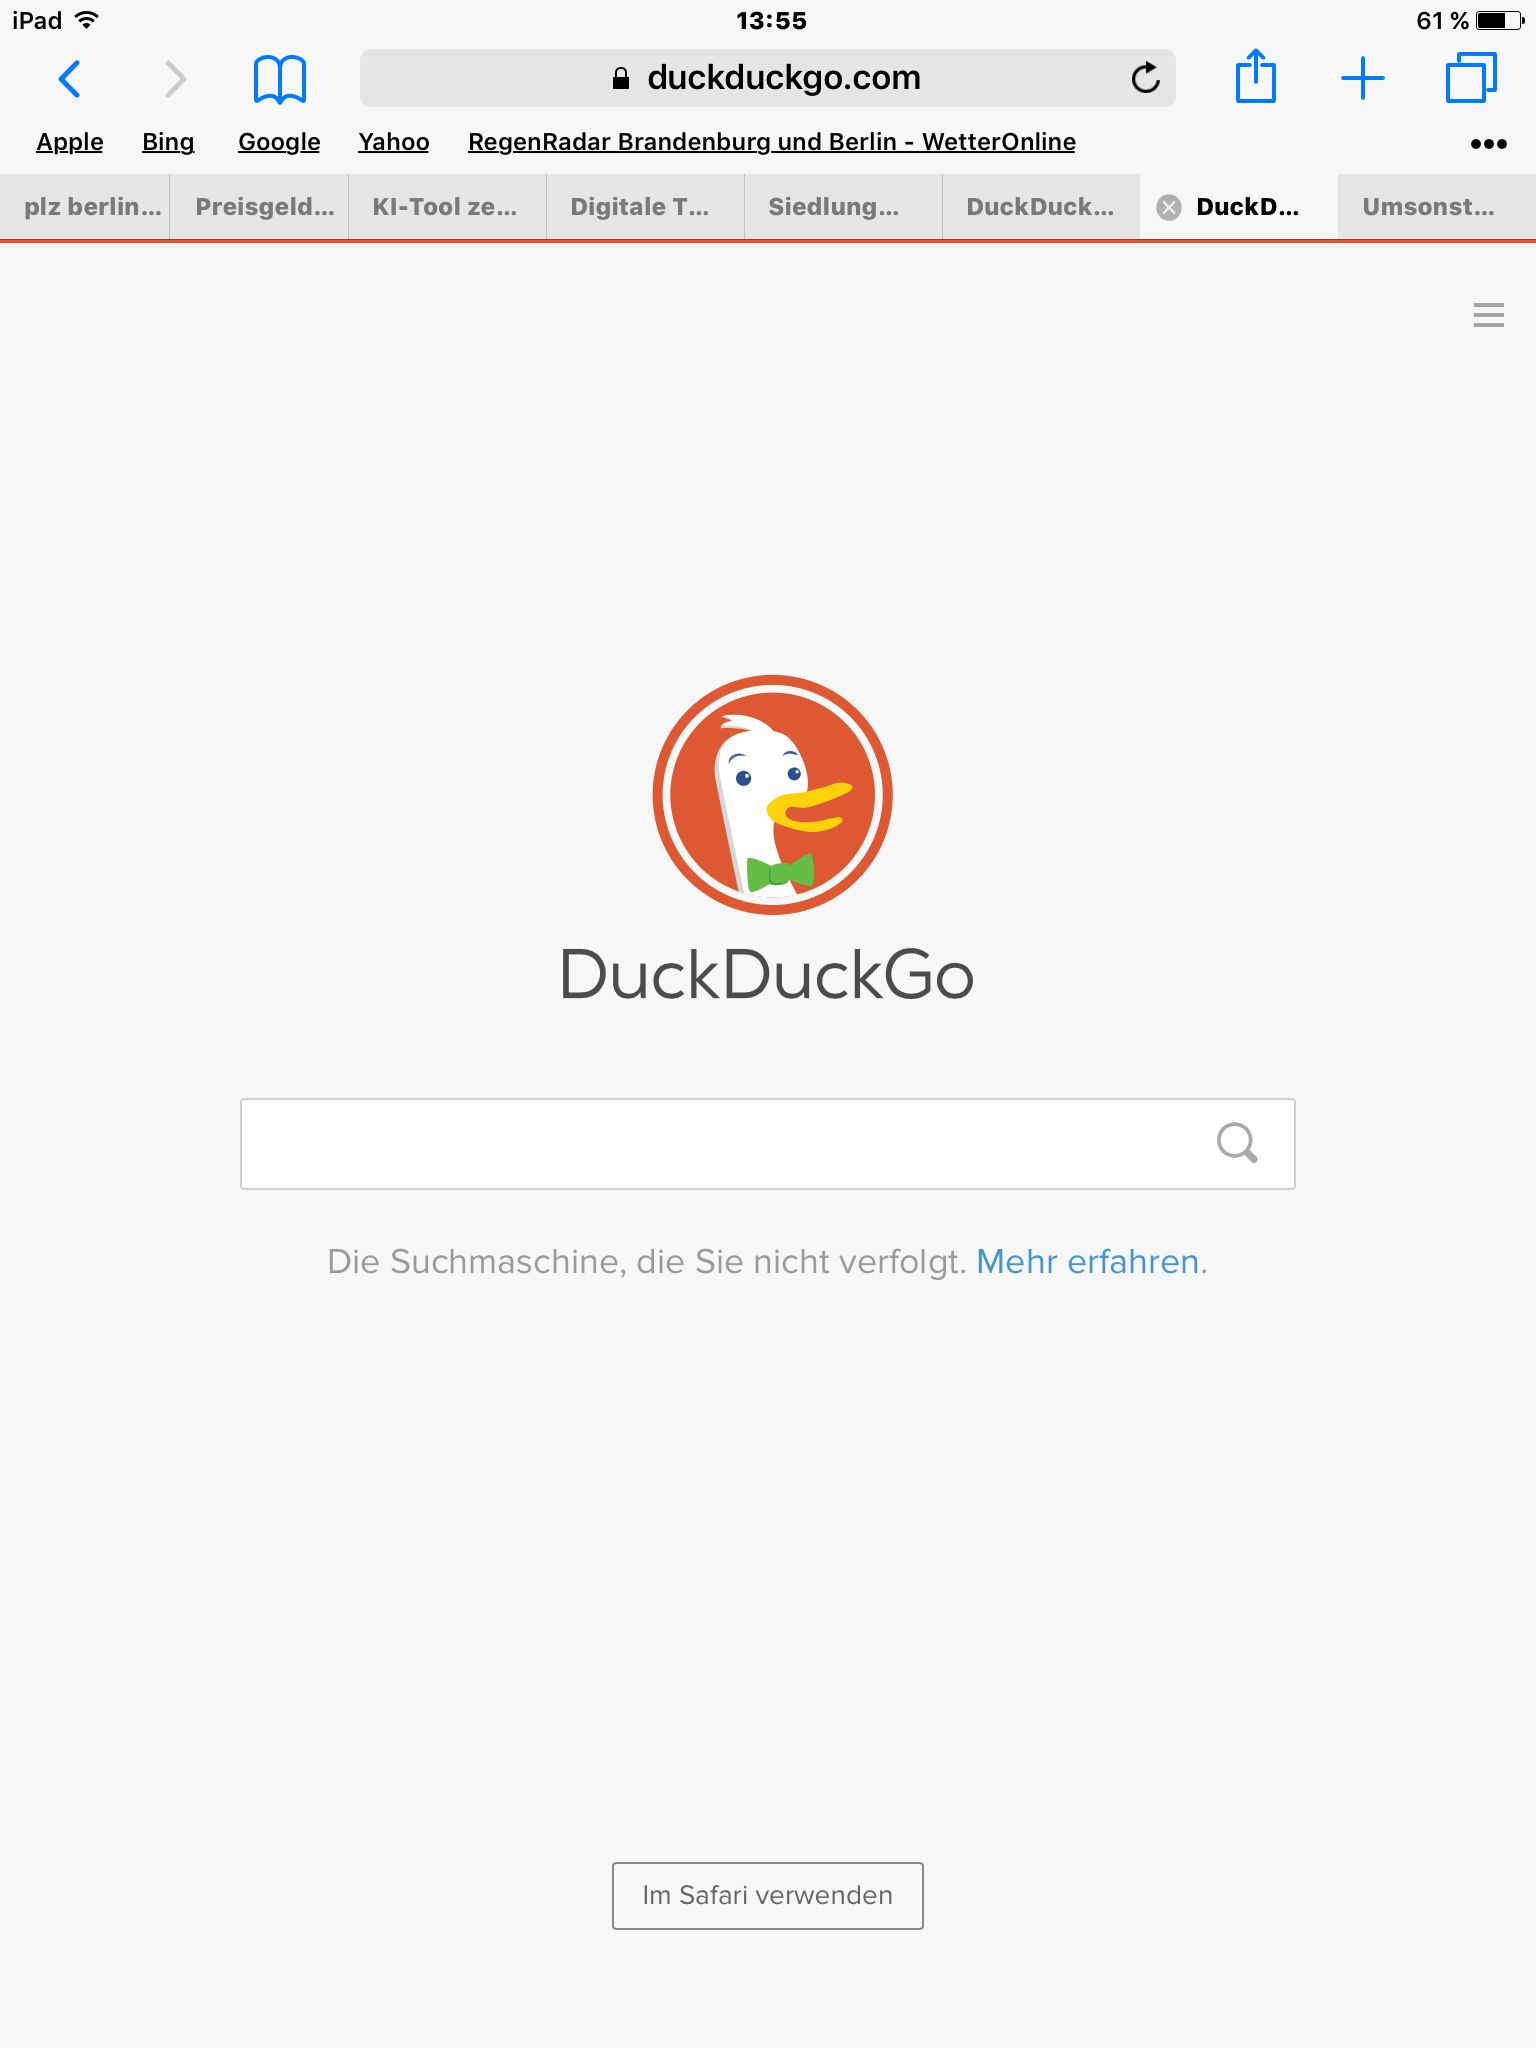 iPad 13:55 61 %
duckduckgo.com
Apple Bing Google Yahoo RegenRadar Brandenburg und Berlin - WetterOnline
plz berlin... Preisgeld... KI-Tool ze... Digitale T... Siedlung... DuckDuck... DuckD... Umsonst...
DuckDuckGo
Die Suchmaschine, die Sie nicht verfolgt. Mehr erfahren.
Im Safari verwenden